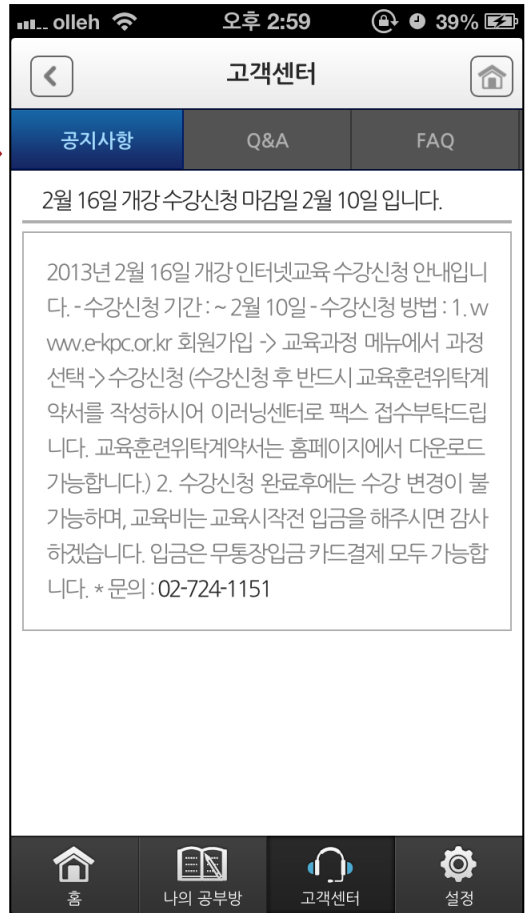 olleh 오후 2:59 39%
고객센터
공지사항 Q&A FAQ
2월 16일 개강 수강신청 마감일 2월 10일 입니다.
2013년 2월 16일 개강 인터넷교육 수강신청 안내입니
다. - 수강신청 기간 : ~ 2월 10일 - 수강신청 방법 : 1. w
ww.e-kpc.or.kr 회원가입 -> 교육과정 메뉴에서 과정
선택 -> 수강신청 (수강신청 후 반드시 교육훈련위탁계
약서를 작성하시어 이러닝센터로 팩스 접수부탁드립
니다. 교육훈련위탁계약서는 홈페이지에서 다운로드
가능합니다.) 2. 수강신청 완료후에는 수강 변경이 불
가능하며, 교육비는 교육시작전 입금을 해주시면 감사
하겠습니다. 입금은 무통장입금 카드결제 모두 가능합
니다. * 문의 : 02-724-1151
홈 나의 공부방 고객센터 설정